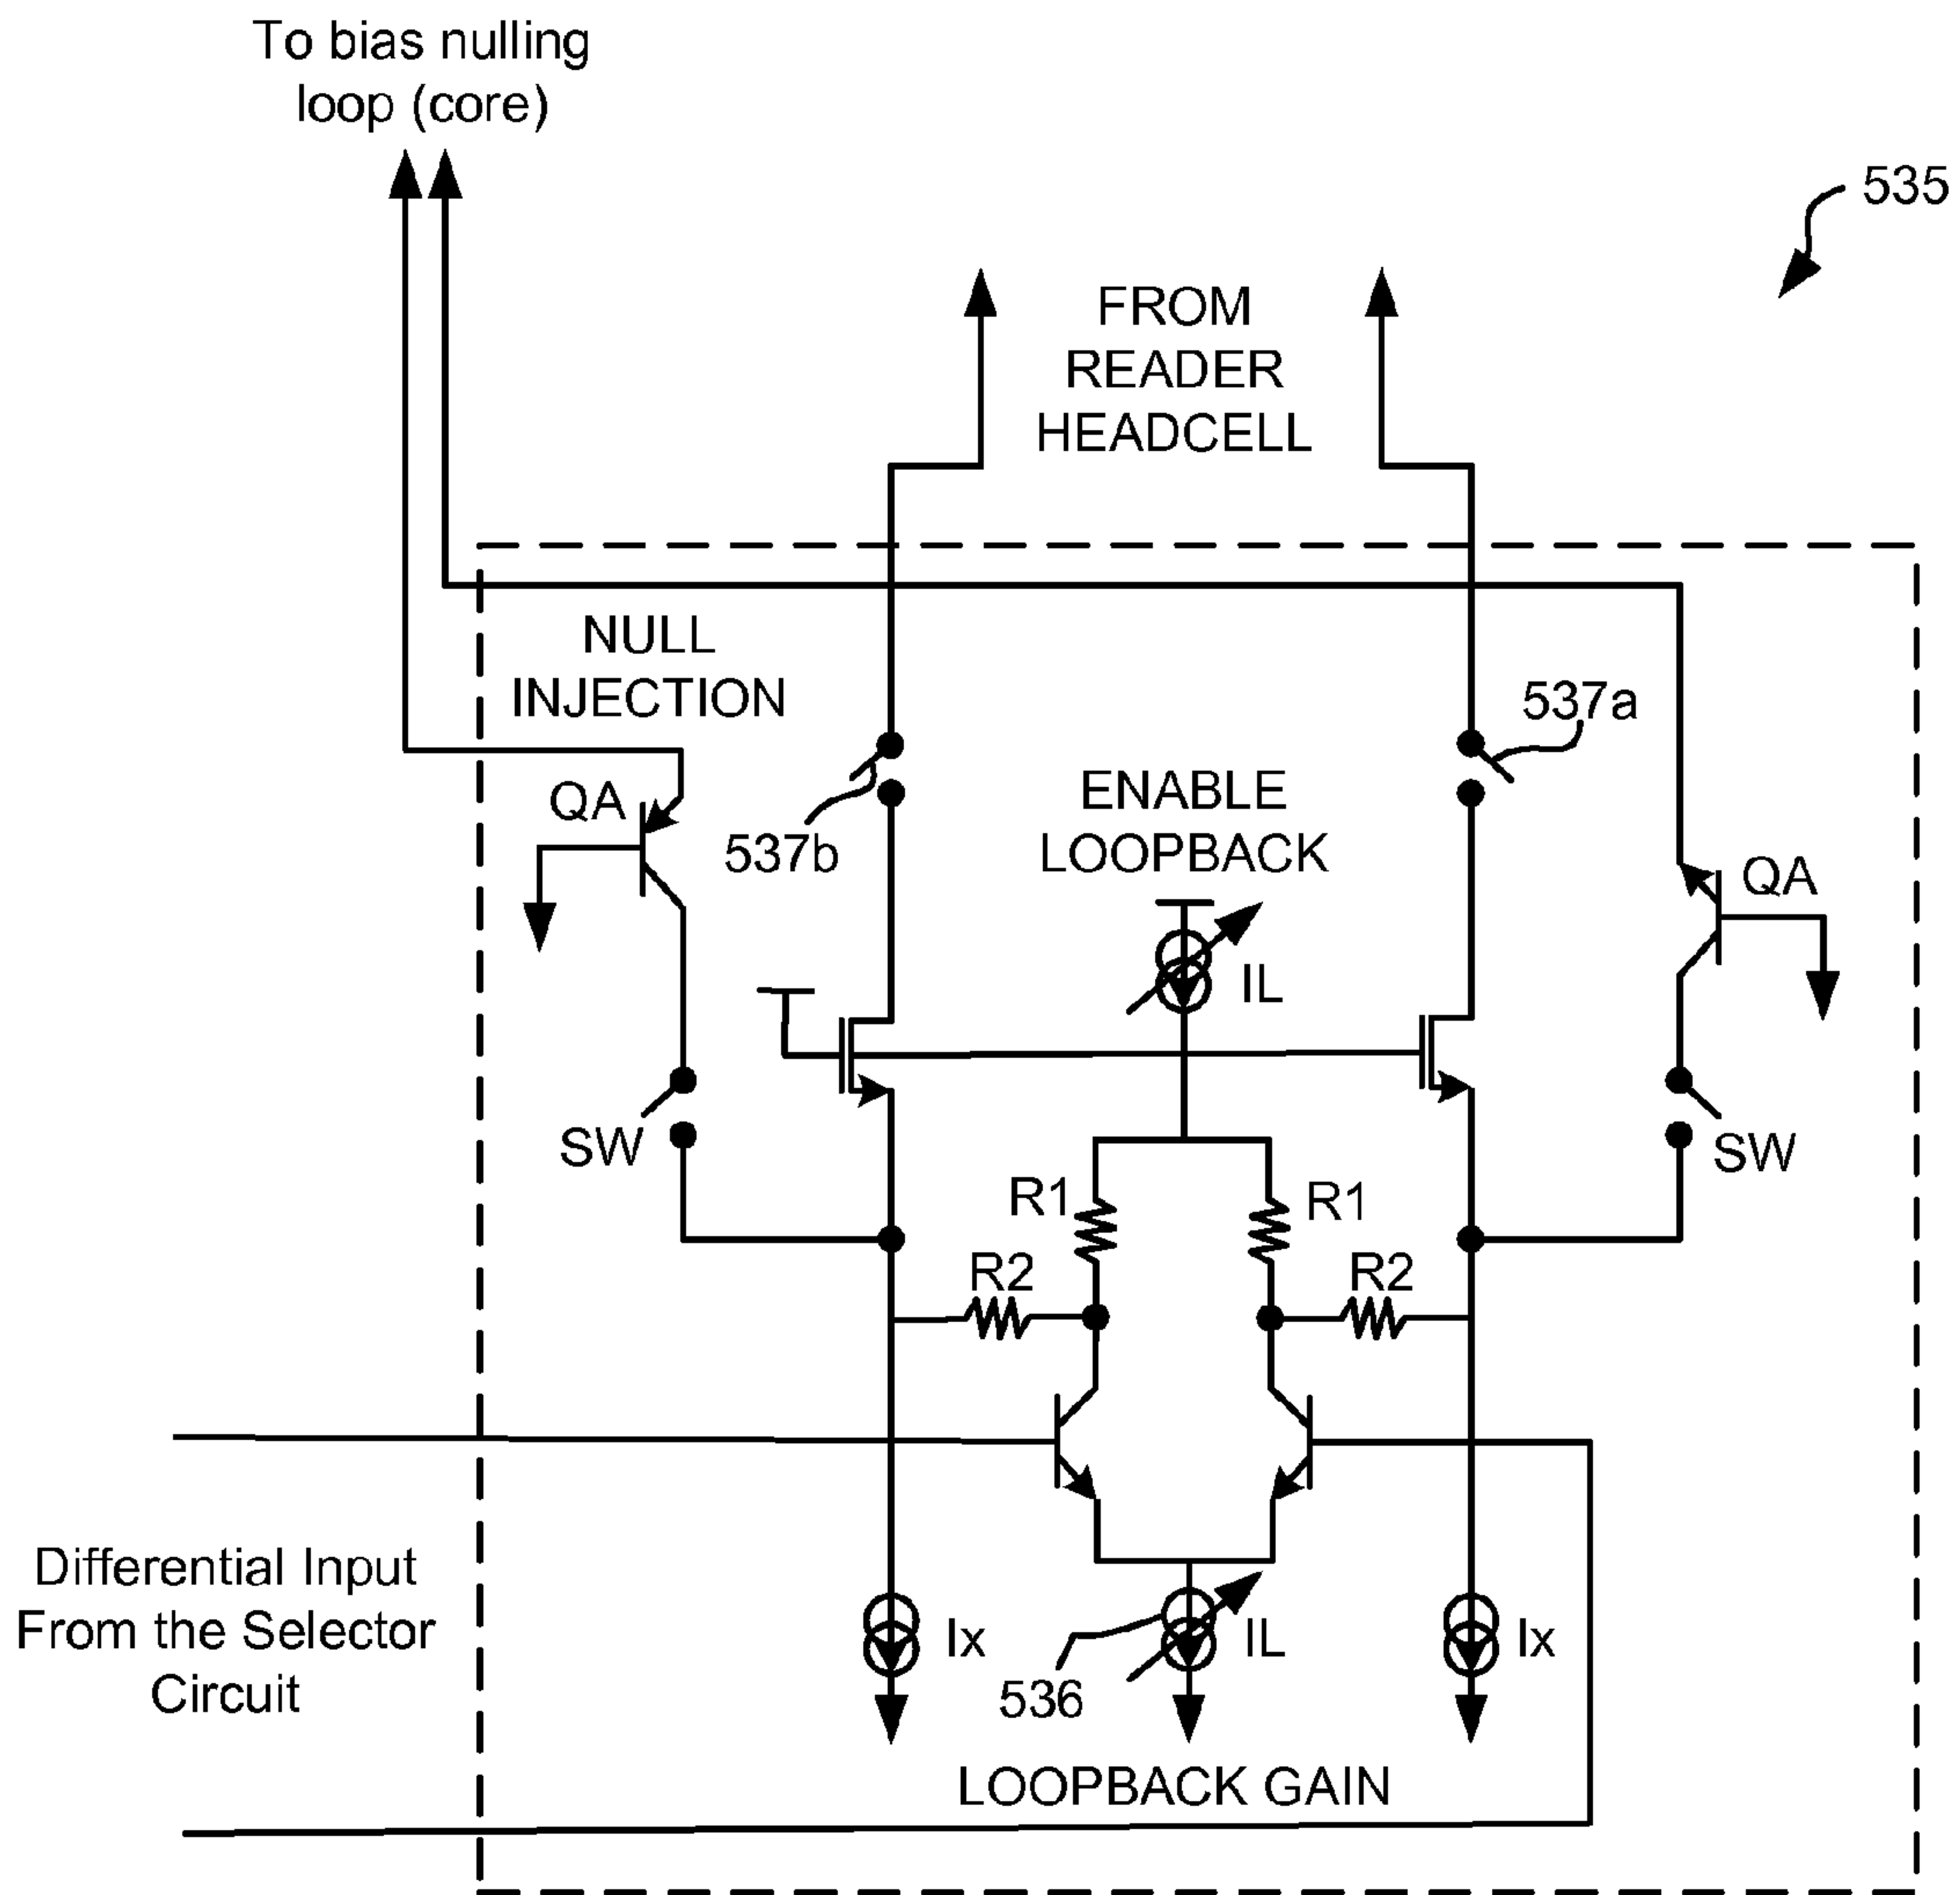 To bias nulling
loop (core)
535
FROM
READER
HEADCELL
NULL
INJECTION
537a
QA
537b
ENABLE
LOOPBACK
QA
IL
SW
SW
R1
R1
R2
R2
Differential Input
From the Selector
Circuit
Ix
IL
Ix
536
LOOPBACK GAIN